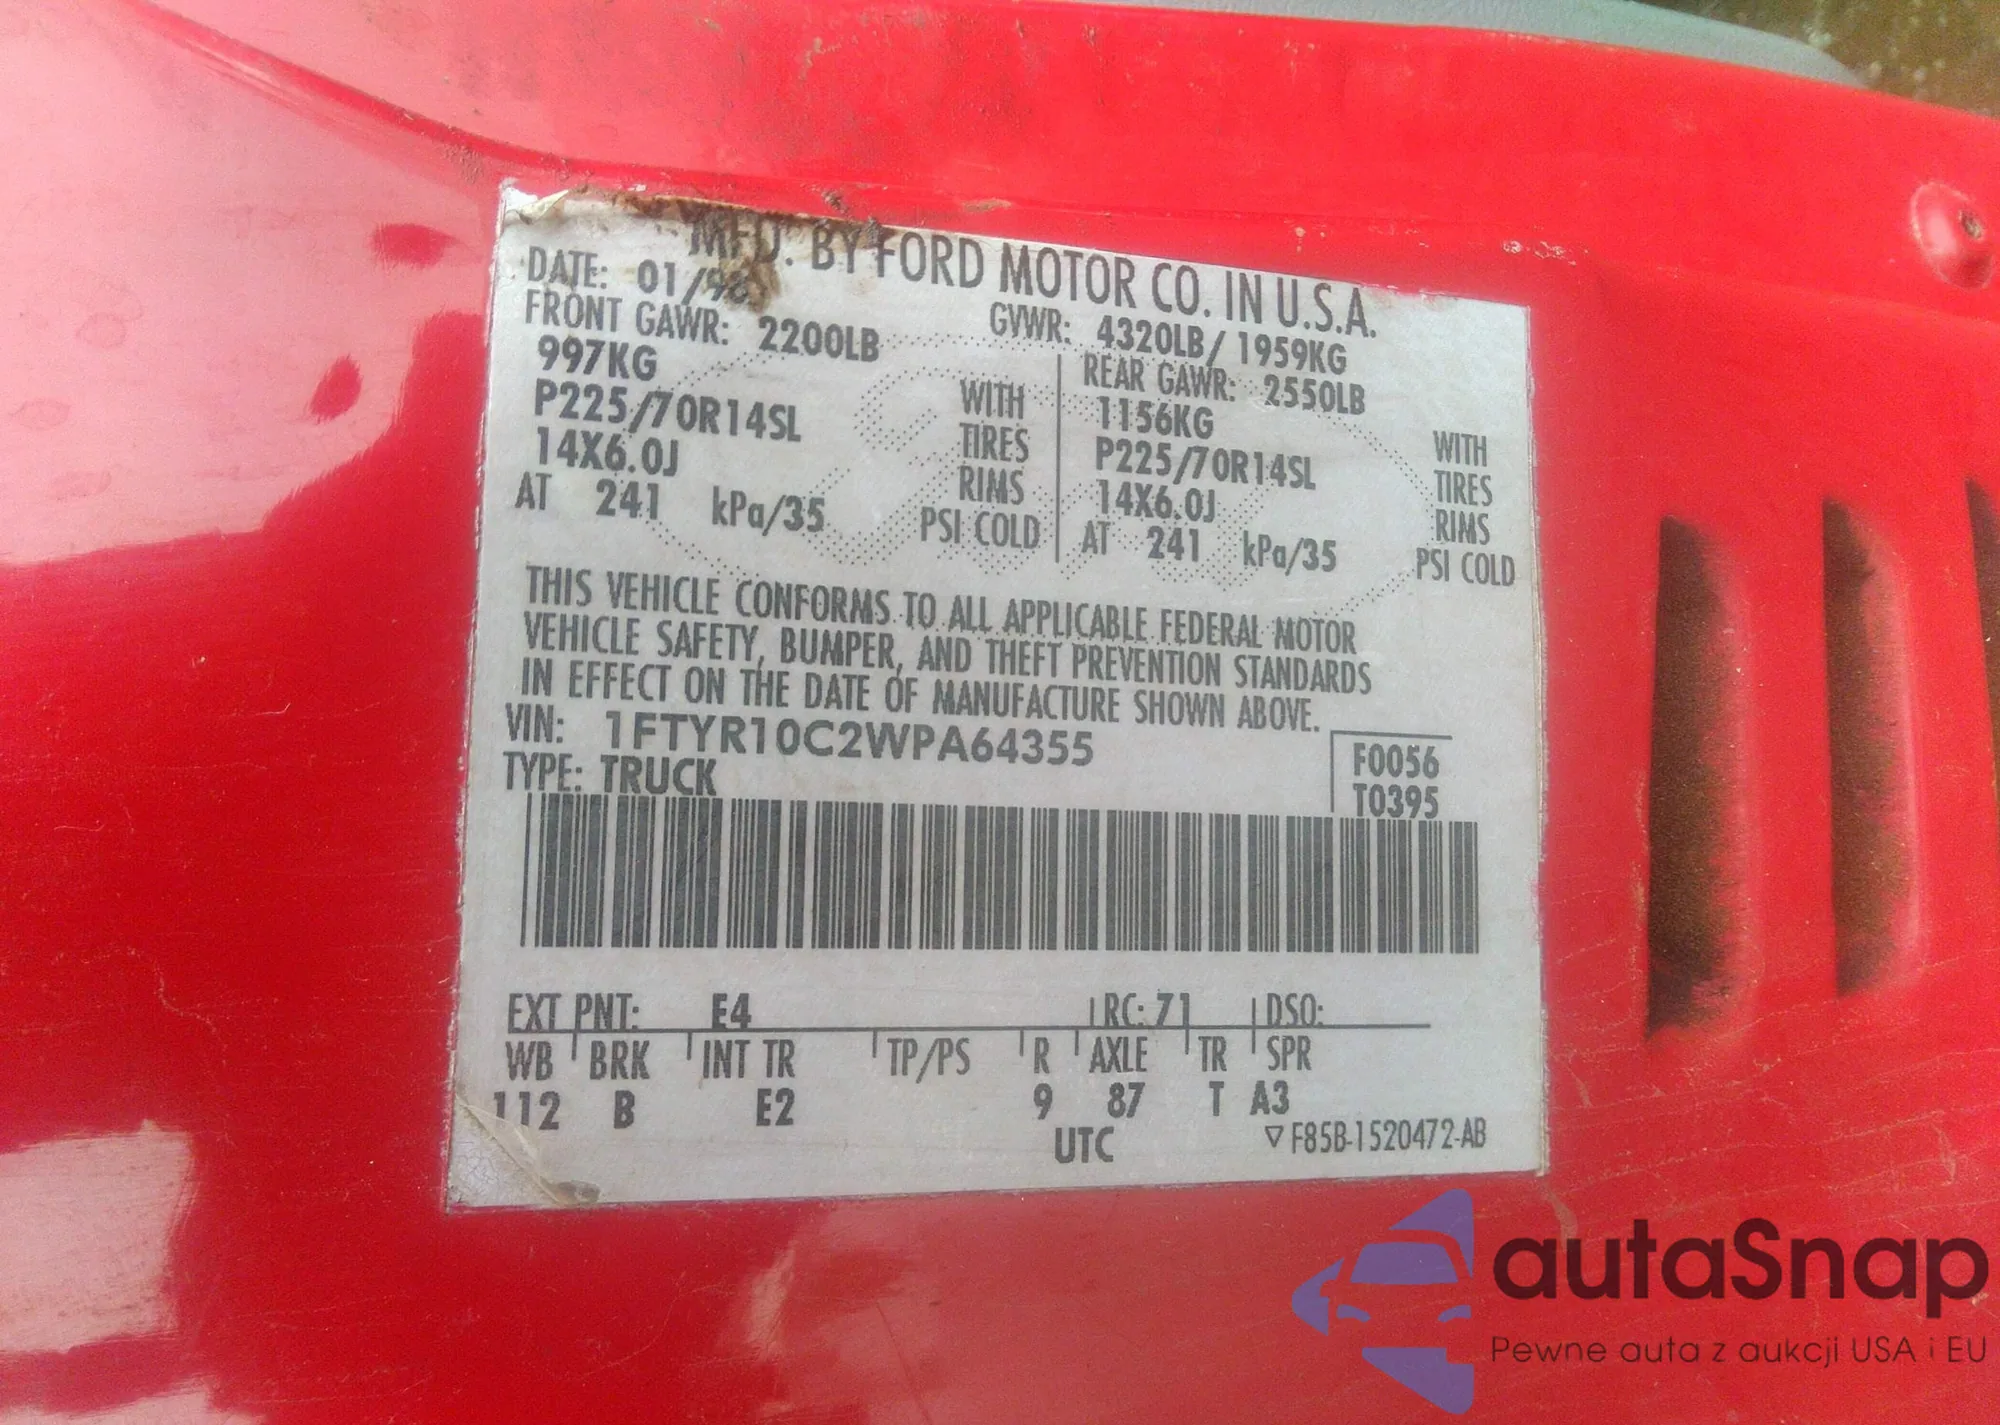 MFD. BY FORD MOTOR CO. IN U.S.A.
DATE: 01/98 GVWR: 4320LB/ 1959KG
FRONT GAWR: 2200LB REAR GAWR: 2550LB
997KG WITH 1156KG WITH
P225/70R14SL TIRES P225/70R14SL TIRES
14X6.0J RIMS 14X6.0J RIMS
AT 241 kPa/35 PSI COLD AT 241 kPa/35 PSI COLD
THIS VEHICLE CONFORMS TO ALL APPLICABLE FEDERAL MOTOR
VEHICLE SAFETY, BUMPER, AND THEFT PREVENTION STANDARDS
IN EFFECT ON THE DATE OF MANUFACTURE SHOWN ABOVE.
VIN: 1FTYR10C2WPA64355 F0056
TYPE: TRUCK T0395
EXT PNT: E4 RC: 71 DSO:
WB BRK INT TR TP/PS R AXLE TR SPR
112 B E2 9 87 T A3
UTC ▽F85B-1520472-AB
autaSnap
Pewne auta z aukcji USA i EU